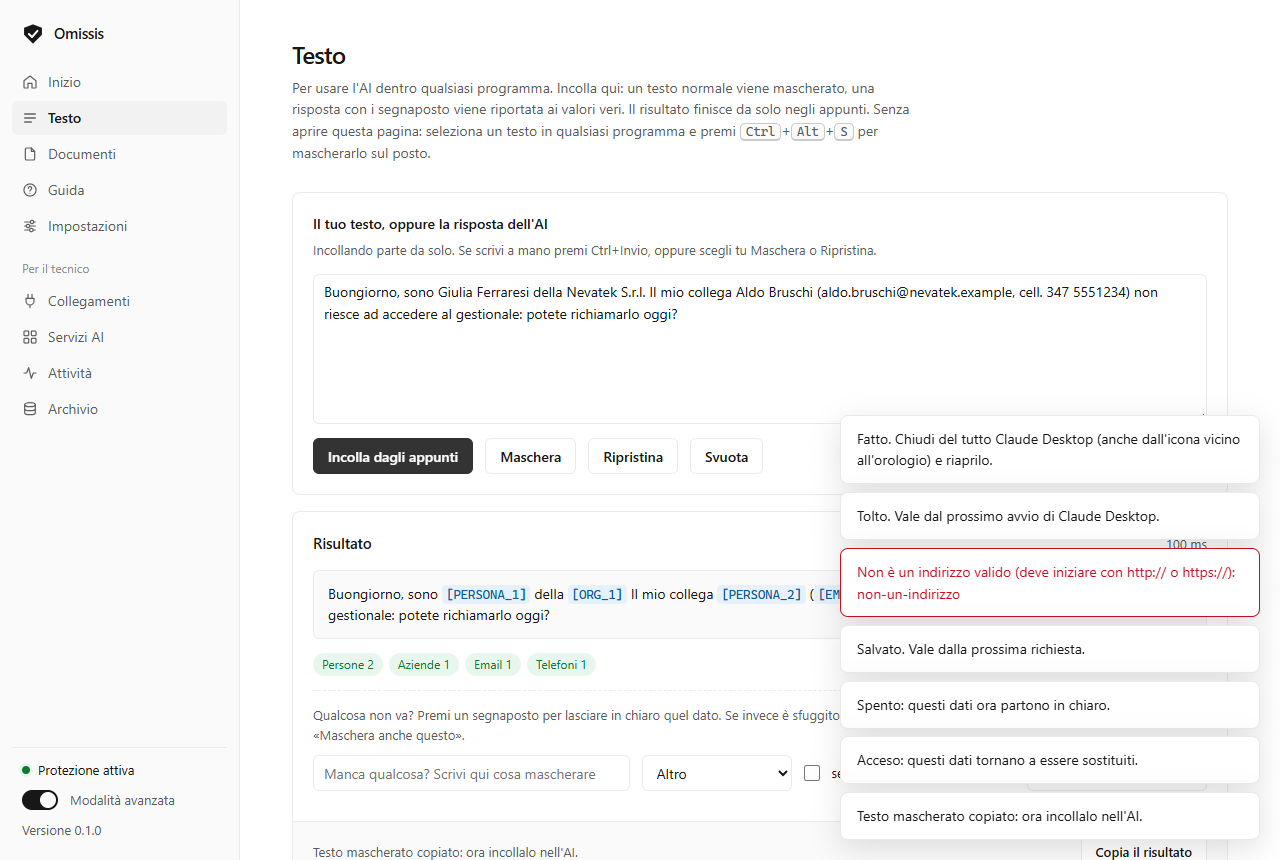 Omissis
Inizio
Testo
Documenti
Guida
Impostazioni
Per il tecnico
Collegamenti
Servizi AI
Attività
Archivio
Protezione attiva
Modalità avanzata
Versione 0.1.0
Testo
Per usare l'AI dentro qualsiasi programma. Incolla qui: un testo normale viene mascherato, una
risposta con i segnaposto viene riportata ai valori veri. Il risultato finisce da solo negli appunti. Senza
aprire questa pagina: seleziona un testo in qualsiasi programma e premi Ctrl+Alt+S per
mascherarlo sul posto.
Il tuo testo, oppure la risposta dell'AI
Incollando parte da solo. Se scrivi a mano premi Ctrl+Invio, oppure scegli tu Maschera o Ripristina.
Buongiorno, sono Giulia Ferraresi della Nevatek S.r.l. Il mio collega Aldo Bruschi (aldo.bruschi@nevatek.example, cell. 347 5551234) non
riesce ad accedere al gestionale: potete richiamarlo oggi?
Incolla dagli appunti
Maschera
Ripristina
Svuota
Risultato
100 ms
Buongiorno, sono [PERSONA_1] della [ORG_1] Il mio collega [PERSONA_2] ([EM
gestionale: potete richiamarlo oggi?
Persone 2
Aziende 1
Email 1
Telefoni 1
Qualcosa non va? Premi un segnaposto per lasciare in chiaro quel dato. Se invece è sfuggito
«Maschera anche questo».
Manca qualcosa? Scrivi qui cosa mascherare
Altro
Testo mascherato copiato: ora incollalo nell'AI.
Copia il risultato
Fatto. Chiudi del tutto Claude Desktop (anche dall'icona vicino
all'orologio) e riaprilo.
Tolto. Vale dal prossimo avvio di Claude Desktop.
Non è un indirizzo valido (deve iniziare con http:// o https://):
non-un-indirizzo
Salvato. Vale dalla prossima richiesta.
Spento: questi dati ora partono in chiaro.
Acceso: questi dati tornano a essere sostituiti.
Testo mascherato copiato: ora incollalo nell'AI.